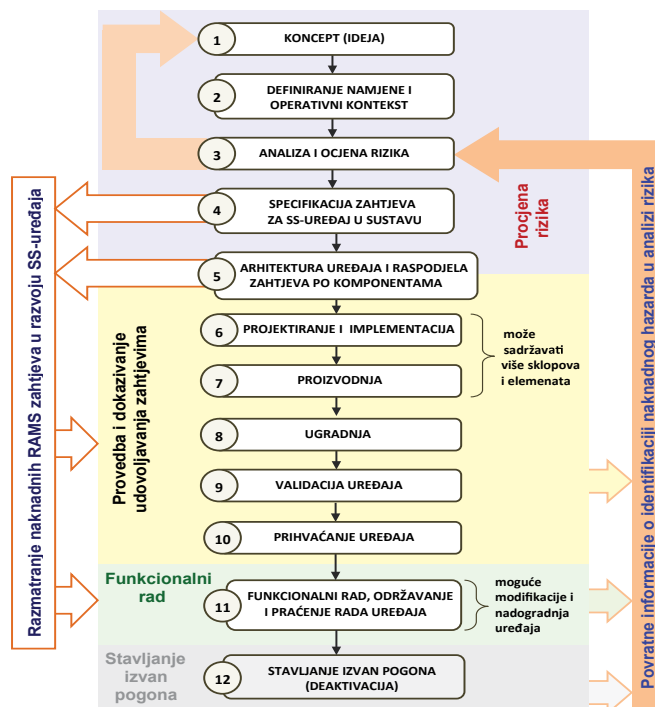 1
KONCEPT (IDEJA)
2
DEFINIRANJE NAMJENE I
OPERATIVNI KONTEKST
3
ANALIZA I OCJENA RIZIKA
4
SPECIFIKACIJA ZAHTJEVA
ZA SS-UREĐAJ U SUSTAVU
Procjena
rizika
5
ARHITEKTURA UREĐAJA I RASPODJELA
ZAHTJEVA PO KOMPONENTAMA
6
PROJEKTIRANJE I IMPLEMENTACIJA
7
PROIZVODNJA
može
sadržavati
više sklopova
i elemenata
8
UGRADNJA
9
VALIDACIJA UREĐAJA
10
PRIHVAĆANJE UREĐAJA
Provedba i dokazivanje
udovoljavanja zahtjevima
Funkcionalni
rad
11
FUNKCIONALNI RAD, ODRŽAVANJE
I PRAĆENJE RADA UREĐAJA
moguće
modifikacije i
nadogradnja
uređaja
Stavljanje
izvan
pogona
12
STAVLJANJE IZVAN POGONA
(DEAKTIVACIJA)
Razmatranje naknadnih RAMS zahtjeva u razvoju SS-uređaja
Povratne informacije o identifikaciji naknadnog hazarda u analizi rizika